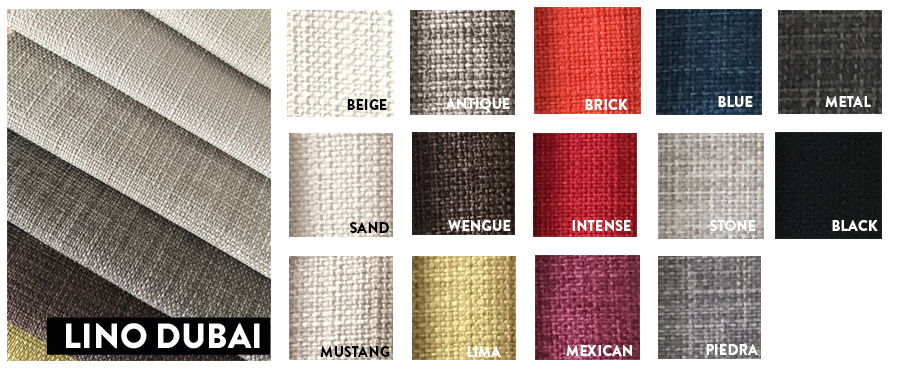 BEIGE
ANTIQUE
BRICK
BLUE
METAL
SAND
WENGUE
INTENSE
STONE
BLACK
MUSTANG
LIMA
MEXICAN
PIEDRA
LINO DUBAI